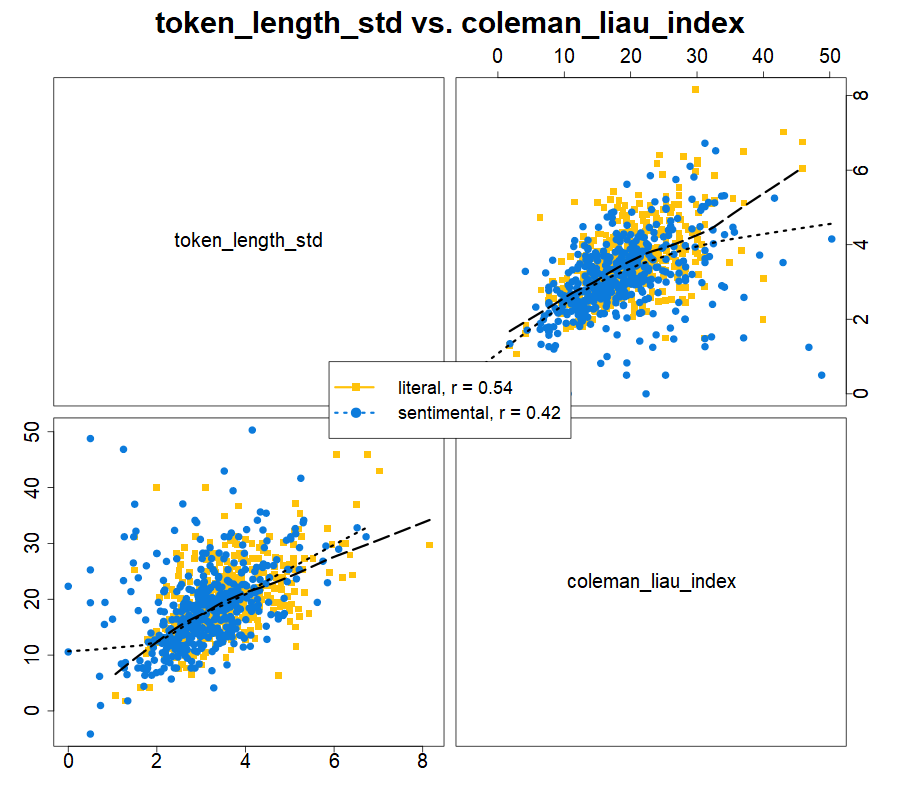 token_length_std vs. coleman_liau_index
0 10 20 30 40 50
token_length_std
8
6
4
2
0
literal, r = 0.54
sentimental, r = 0.42
50
40
30
20
10
0
coleman_liau_index
0 2 4 6 8